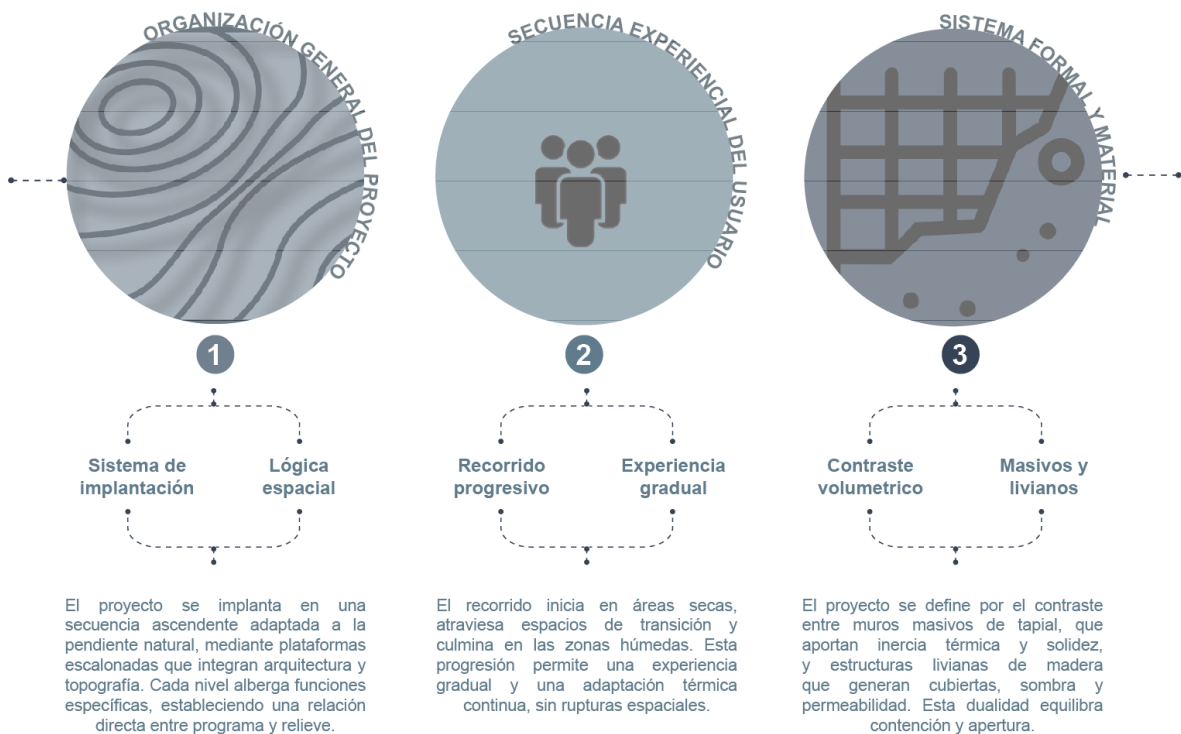 ORGANIZACIÓN GENERAL DEL PROYECTO
1
Sistema de
implantación
Lógica
espacial
El proyecto se implanta en una
secuencia ascendente adaptada a la
pendiente natural, mediante plataformas
escalonadas que integran arquitectura y
topografía. Cada nivel alberga funciones
específicas, estableciendo una relación
directa entre programa y relieve.
SECUENCIA EXPERIENCIAL DEL USUARIO
2
Recorrido
progresivo
Experiencia
gradual
El recorrido inicia en áreas secas,
atraviesa espacios de transición y
culmina en las zonas húmedas. Esta
progresión permite una experiencia
gradual y una adaptación térmica
continua, sin rupturas espaciales.
SISTEMA FORMAL Y MATERIAL
3
Contraste
volumetrico
Masivos y
livianos
El proyecto se define por el contraste
entre muros masivos de tapial, que
aportan inercia térmica y solidez,
y estructuras livianas de madera
que generan cubiertas, sombra y
permeabilidad. Esta dualidad equilibra
contención y apertura.